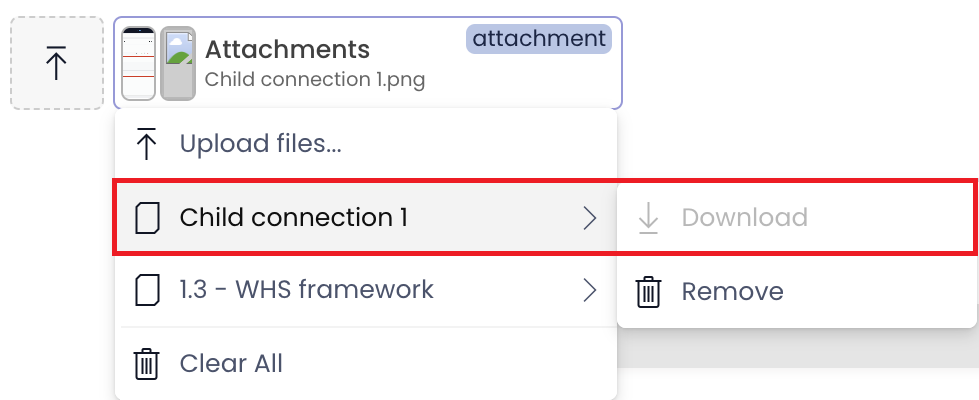 Attachments
attachment
Child connection 1.png
Upload files...
Child connection 1
Download
1.3 - WHS framework
Remove
Clear All